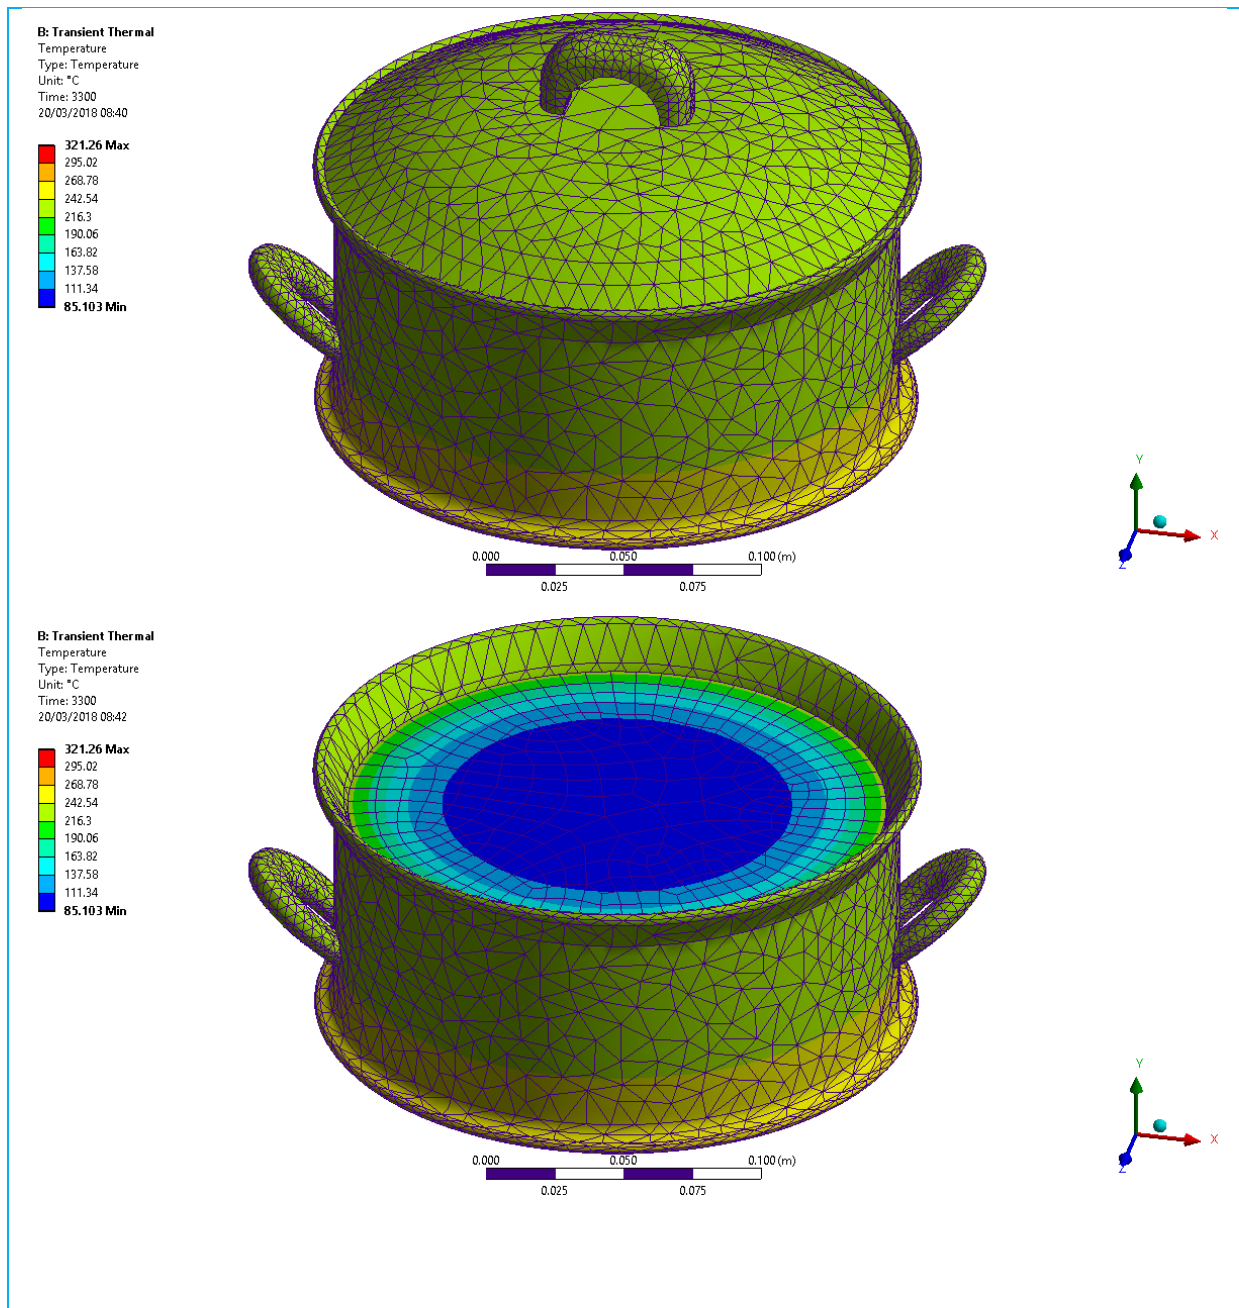 B: Transient Thermal
Temperature
Type: Temperature
Unit: °C
Time: 3300
20/03/2018 08:40
321.26 Max
295.02
268.78
242.54
216.3
190.06
163.82
137.58
111.34
85.103 Min
Y
X
Z
0.000 0.050 0.100 (m)
0.025 0.075
B: Transient Thermal
Temperature
Type: Temperature
Unit: °C
Time: 3300
20/03/2018 08:42
321.26 Max
295.02
268.78
242.54
216.3
190.06
163.82
137.58
111.34
85.103 Min
Y
X
Z
0.000 0.050 0.100 (m)
0.025 0.075